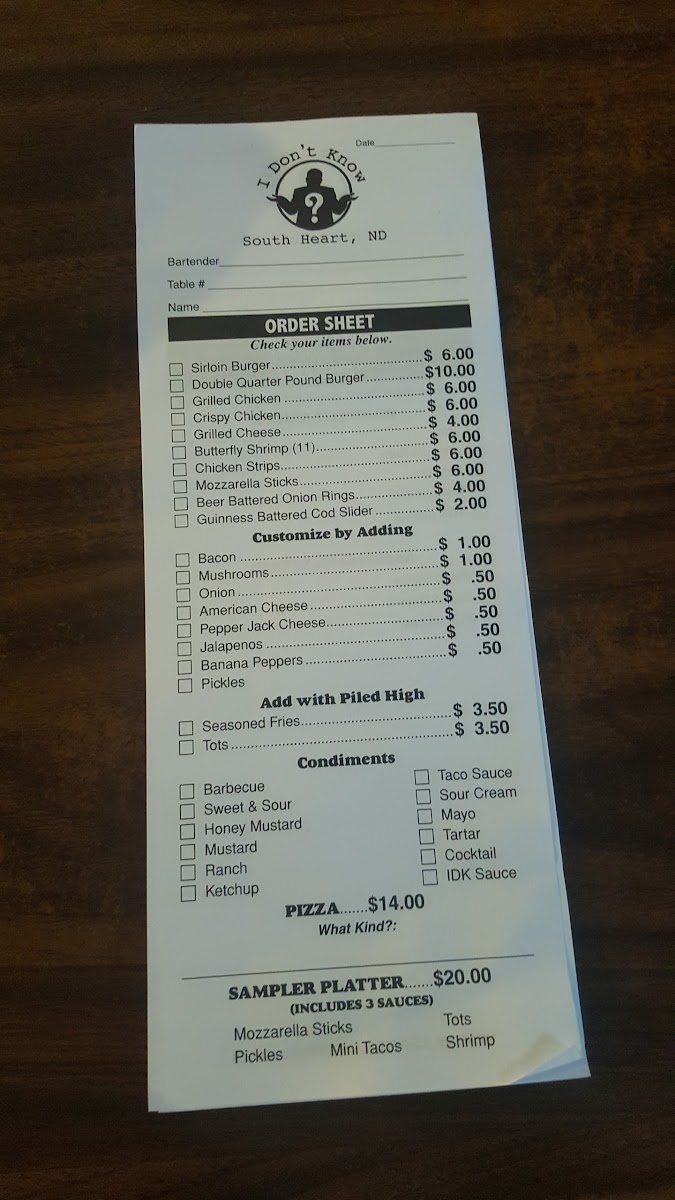 Date
I Don't Know
?
South Heart, ND
Bartender
Table #
Name
ORDER SHEET
Check your items below.
Sirloin Burger $ 6.00
Double Quarter Pound Burger $10.00
Grilled Chicken $ 6.00
Crispy Chicken $ 6.00
Grilled Cheese $ 4.00
Butterfly Shrimp (11) $ 6.00
Chicken Strips $ 6.00
Mozzarella Sticks $ 6.00
Beer Battered Onion Rings $ 4.00
Guinness Battered Cod Slider $ 2.00
Customize by Adding
Bacon $ 1.00
Mushrooms $ 1.00
Onion $ .50
American Cheese $ .50
Pepper Jack Cheese $ .50
Jalapenos $ .50
Banana Peppers $ .50
Pickles
Add with Piled High
Seasoned Fries $ 3.50
Tots $ 3.50
Condiments
Barbecue
Sweet & Sour
Honey Mustard
Mustard
Ranch
Ketchup
Taco Sauce
Sour Cream
Mayo
Tartar
Cocktail
IDK Sauce
PIZZA.......$14.00
What Kind?:
SAMPLER PLATTER......$20.00
(INCLUDES 3 SAUCES)
Mozzarella Sticks Tots
Pickles Mini Tacos Shrimp